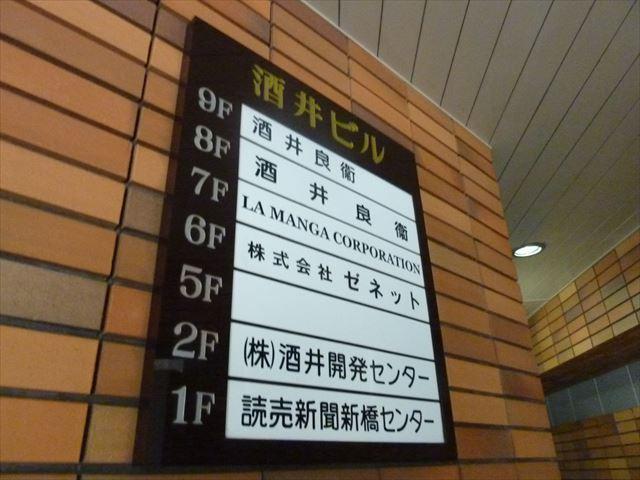 酒井ビル
9F 酒井良衞
8F 酒井良衞
7F LA MANGA CORPORATION
6F 株式会社 ゼネット
5F
2F (株)酒井開発センター
1F 読売新聞新橋センター